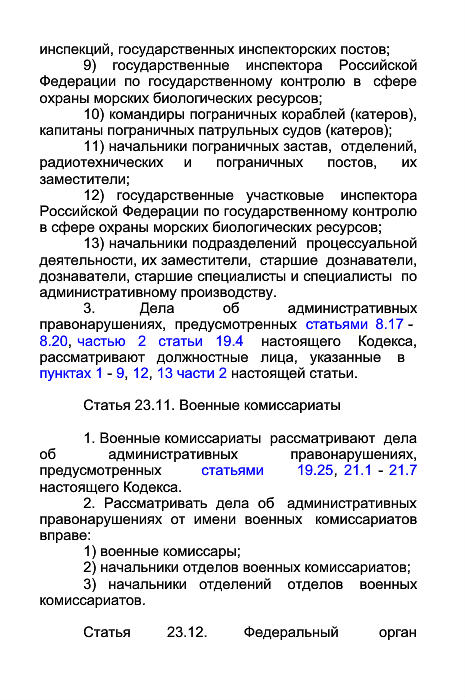 инспекций, государственных инспекторских постов;
9) государственные инспектора Российской
Федерации по государственному контролю в сфере
охраны морских биологических ресурсов;
10) командиры пограничных кораблей (катеров),
капитаны пограничных патрульных судов (катеров);
11) начальники пограничных застав, отделений,
радиотехнических и пограничных постов, их
заместители;
12) государственные участковые инспектора
Российской Федерации по государственному контролю
в сфере охраны морских биологических ресурсов;
13) начальники подразделений процессуальной
деятельности, их заместители, старшие дознаватели,
дознаватели, старшие специалисты и специалисты по
административному производству.
3. Дела об административных
правонарушениях, предусмотренных статьями 8.17 -
8.20, частью 2 статьи 19.4 настоящего Кодекса,
рассматривают должностные лица, указанные в
пунктах 1 - 9, 12, 13 части 2 настоящей статьи.
Статья 23.11. Военные комиссариаты
1. Военные комиссариаты рассматривают дела
об административных правонарушениях,
предусмотренных статьями 19.25, 21.1 - 21.7
настоящего Кодекса.
2. Рассматривать дела об административных
правонарушениях от имени военных комиссариатов
вправе:
1) военные комиссары;
2) начальники отделов военных комиссариатов;
3) начальники отделений отделов военных
комиссариатов.
Статья 23.12. Федеральный орган